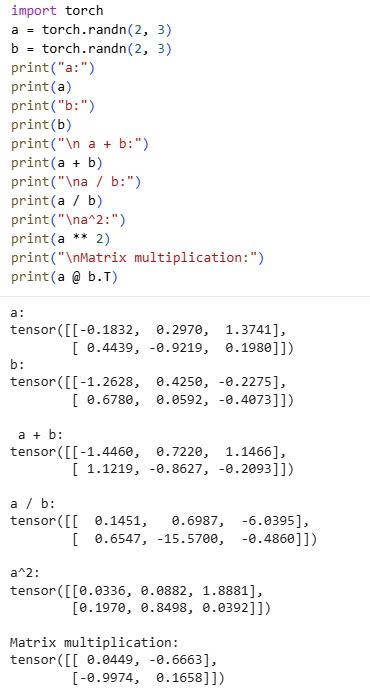 import torch
a = torch.randn(2, 3)
b = torch.randn(2, 3)
print("a:")
print(a)
print("b:")
print(b)
print("\n a + b:")
print(a + b)
print("\na / b:")
print(a / b)
print("\na^2:")
print(a ** 2)
print("\nMatrix multiplication:")
print(a @ b.T)
a:
tensor([[-0.1832,  0.2970,  1.3741],
        [ 0.4439, -0.9219,  0.1980]])
b:
tensor([[-1.2628,  0.4250, -0.2275],
        [ 0.6780,  0.0592, -0.4073]])

 a + b:
tensor([[-1.4460,  0.7220,  1.1466],
        [ 1.1219, -0.8627, -0.2093]])

a / b:
tensor([[  0.1451,   0.6987,  -6.0395],
        [  0.6547, -15.5700,  -0.4860]])

a^2:
tensor([[0.0336, 0.0882, 1.8881],
        [0.1970, 0.8498, 0.0392]])

Matrix multiplication:
tensor([[ 0.0449, -0.6663],
        [-0.9974,  0.1658]])